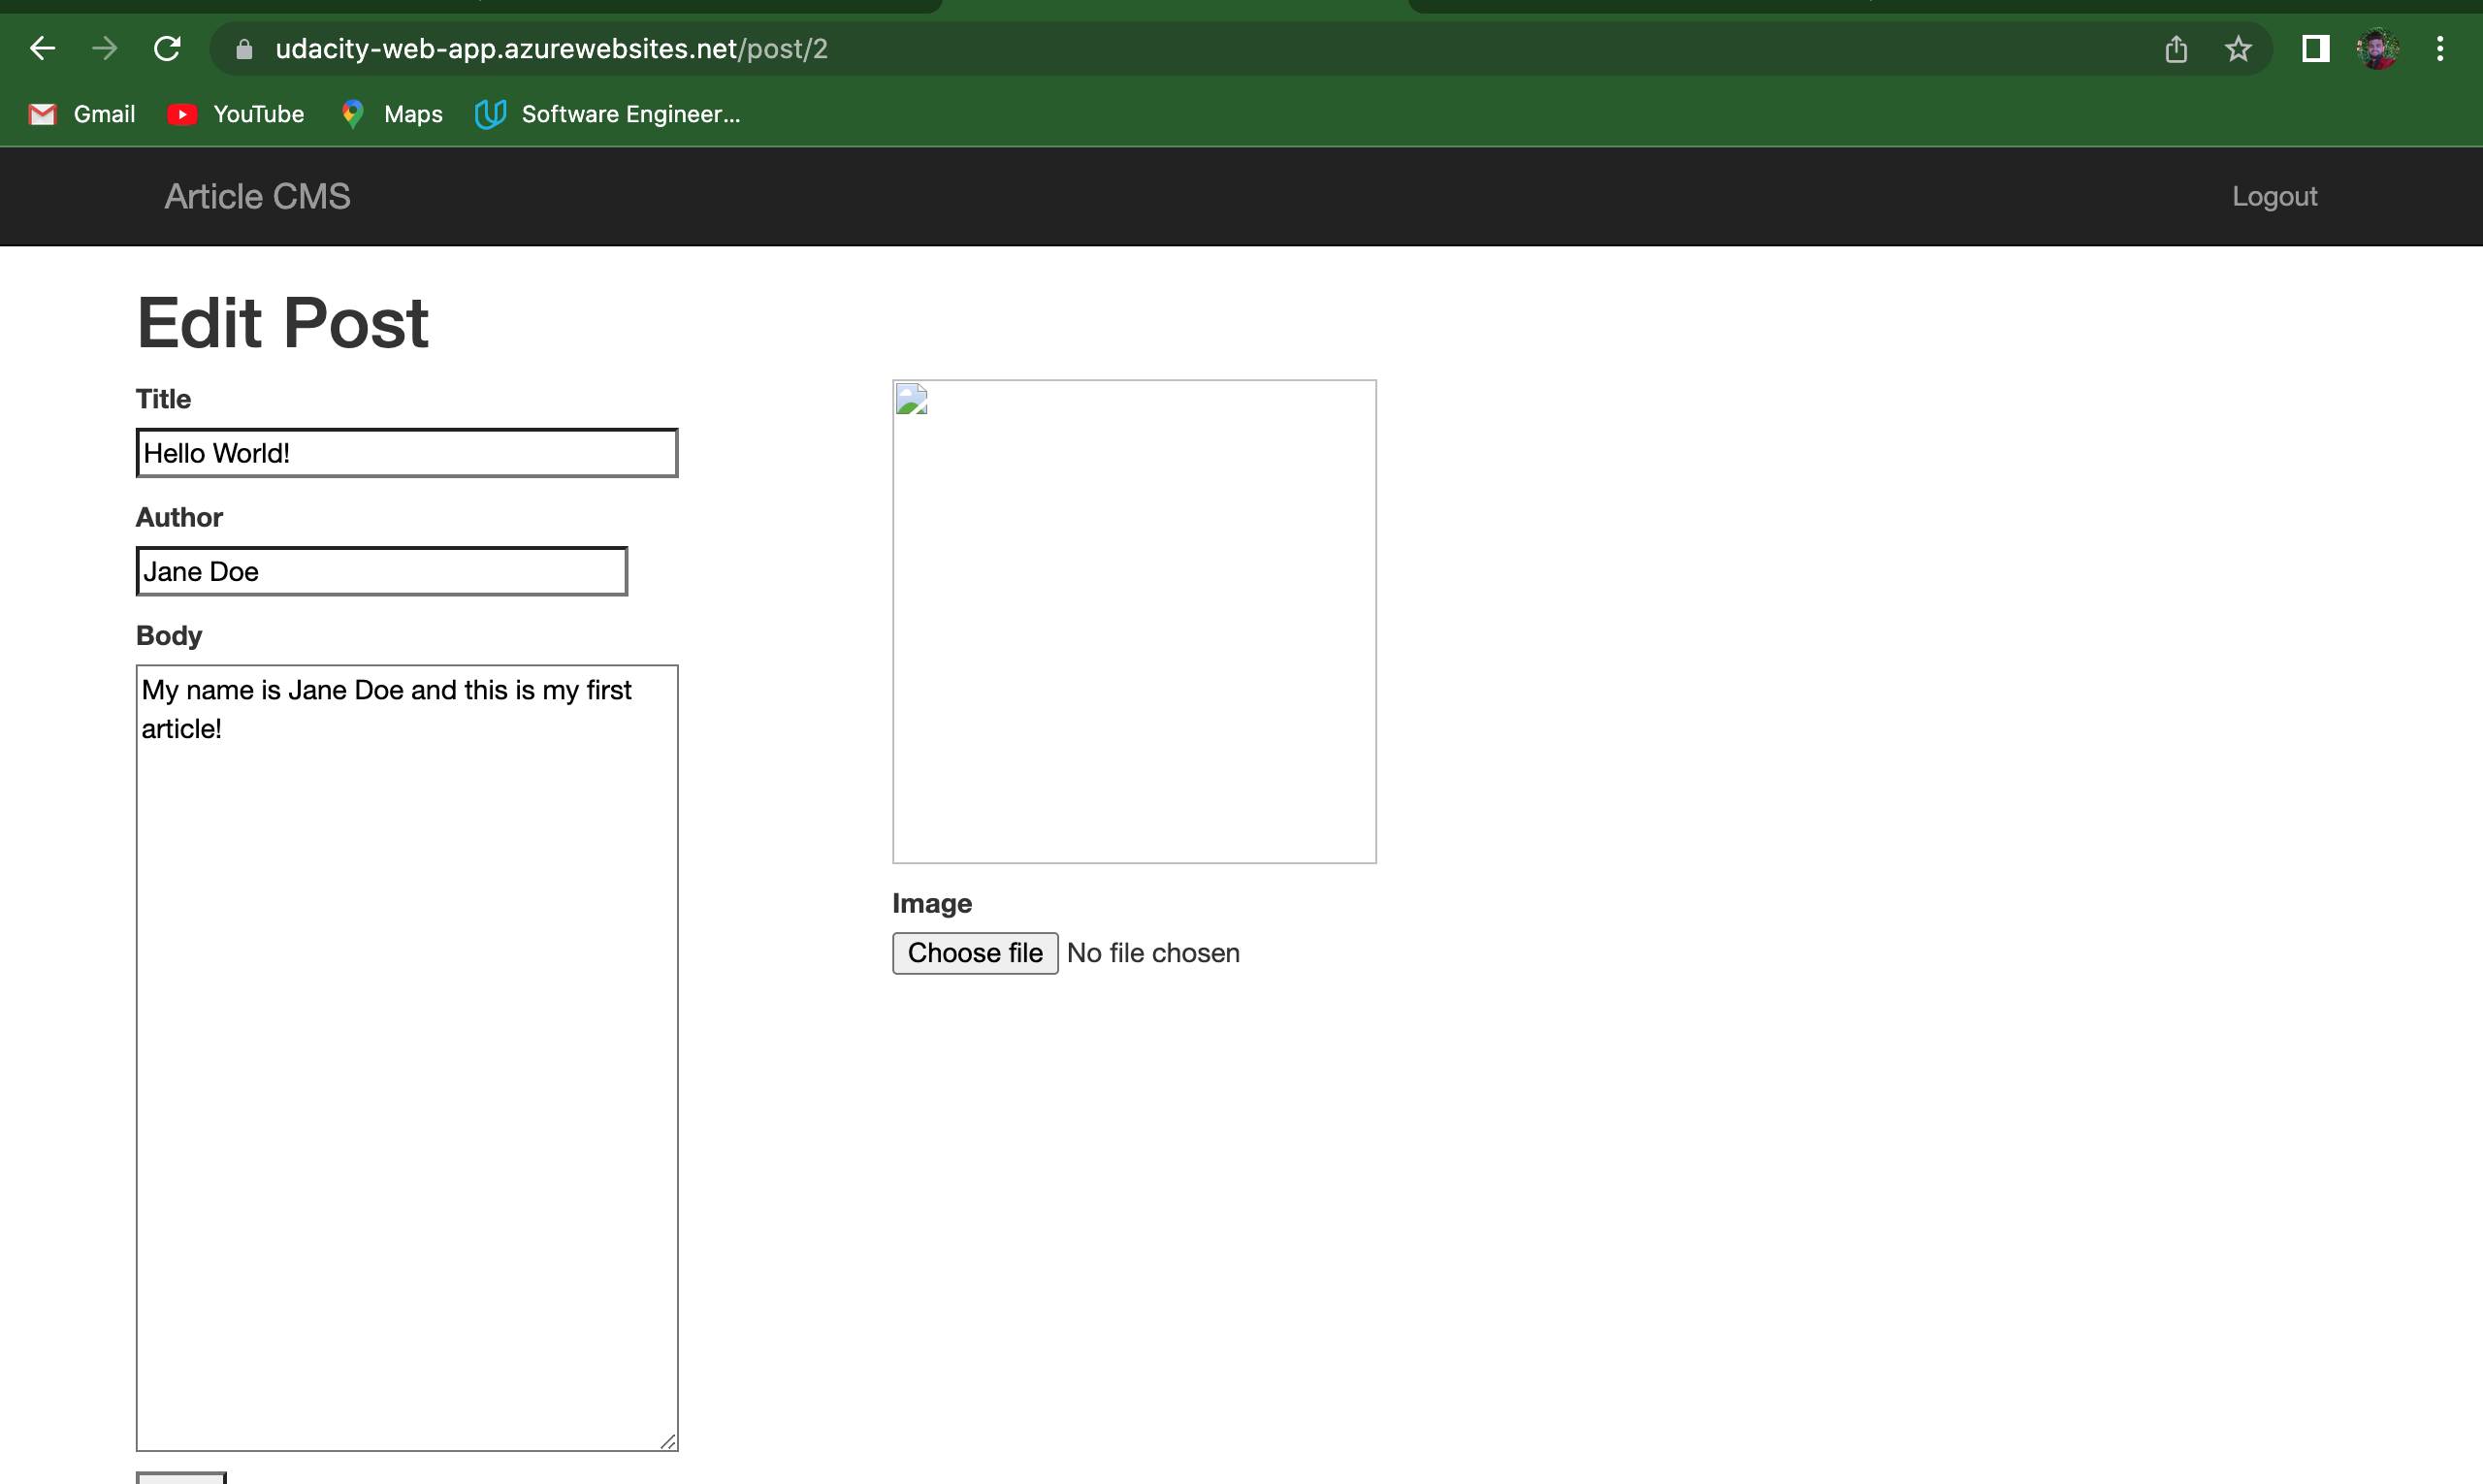 udacity-web-app.azurewebsites.net/post/2
Gmail
YouTube
Maps
Software Engineer...
Article CMS
Logout
Edit Post
Title
Hello World!
Author
Jane Doe
Body
My name is Jane Doe and this is my first
article!
Image
Choose file No file chosen